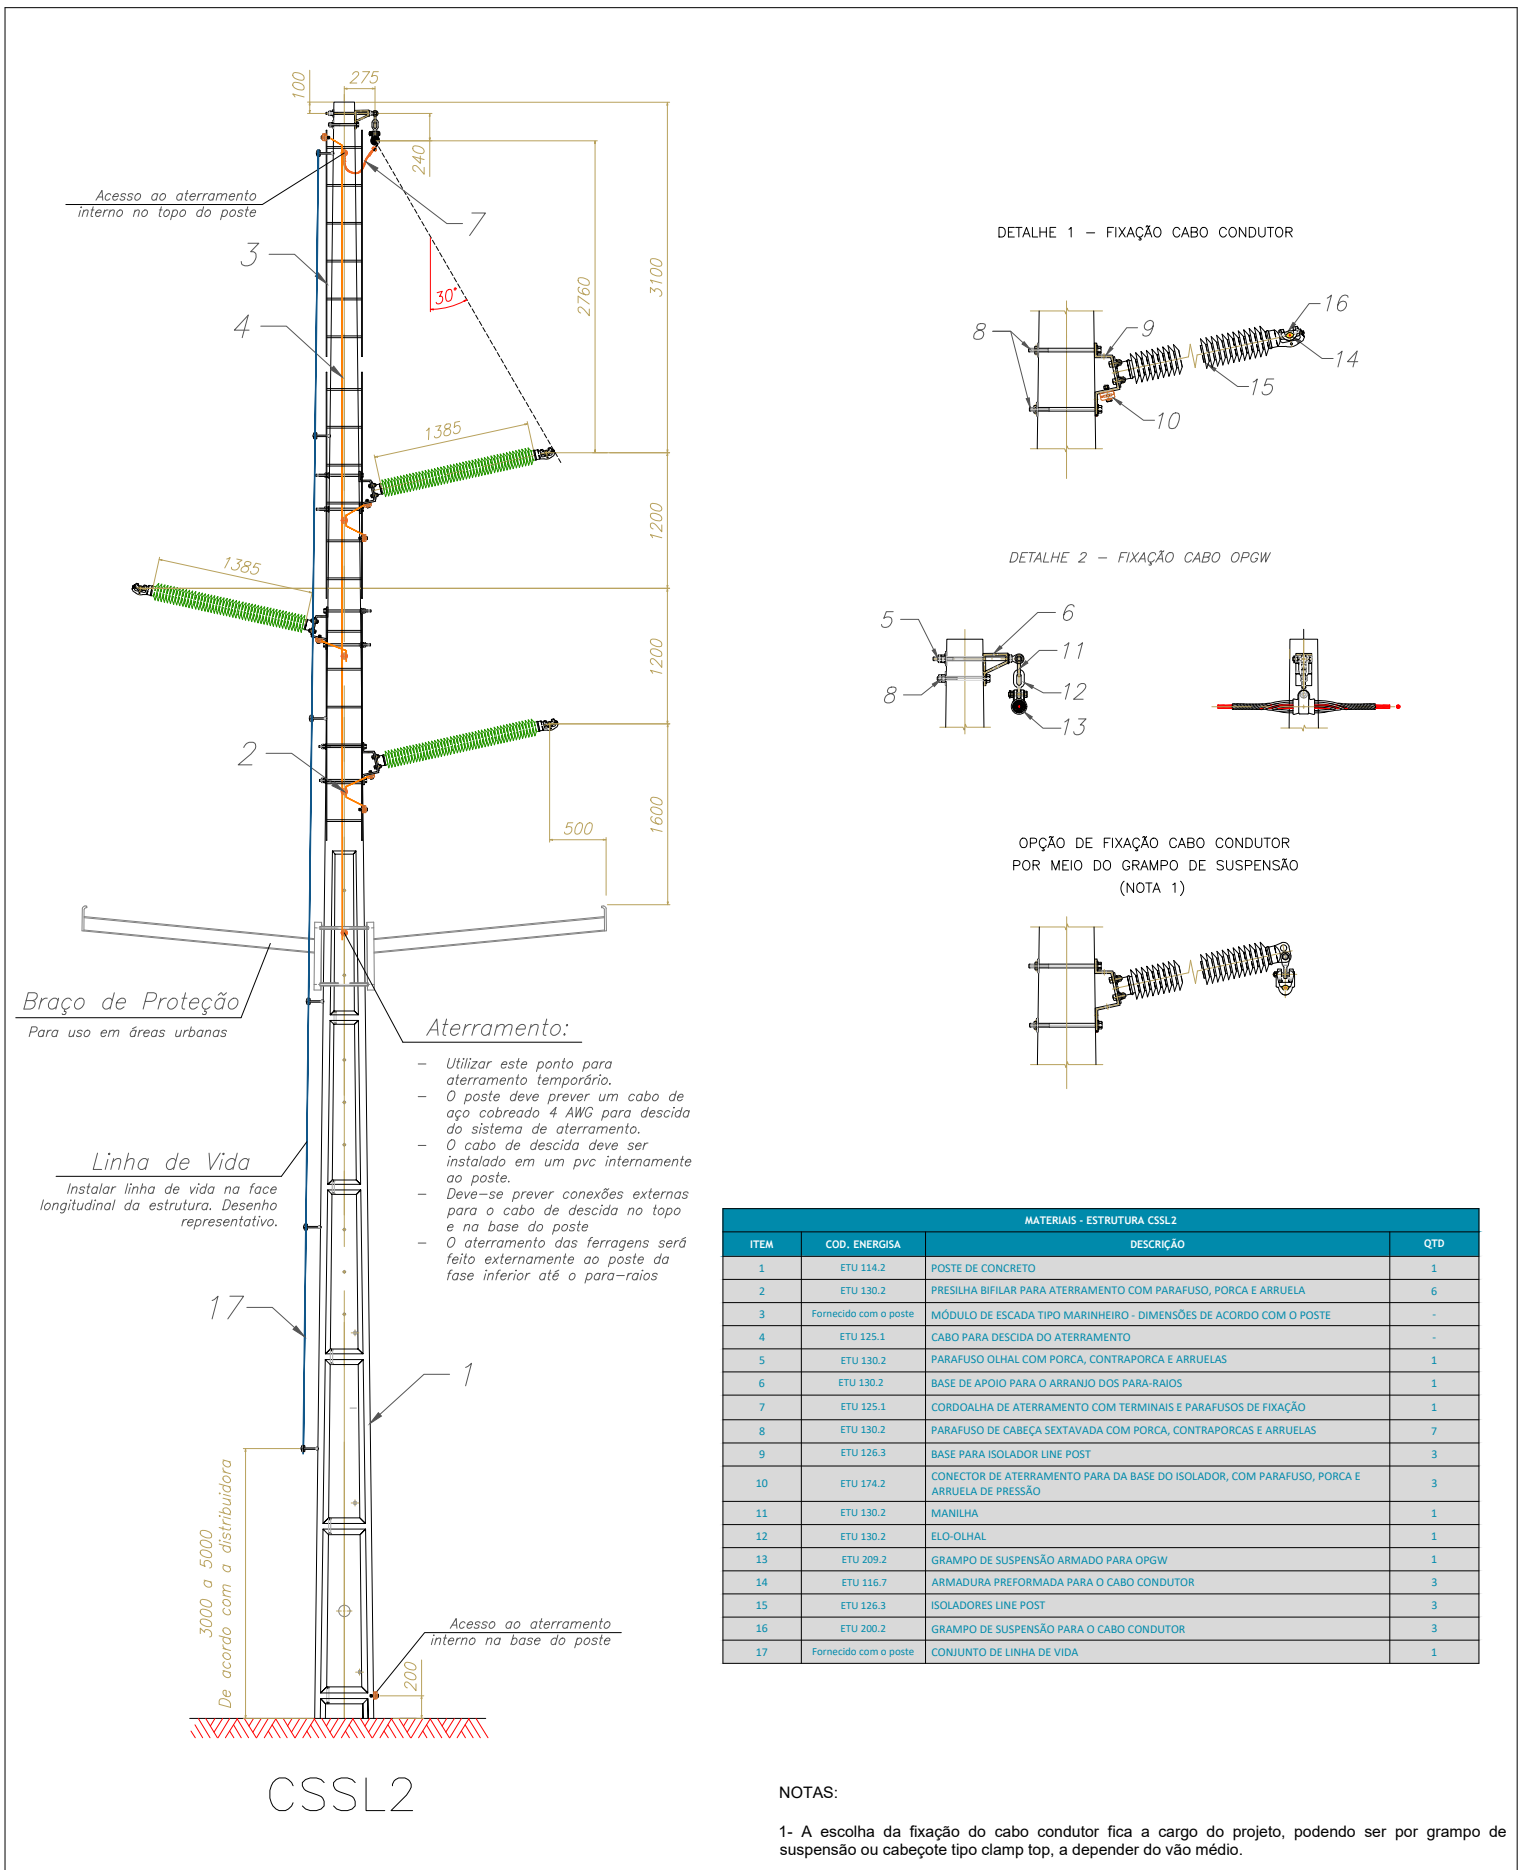 100
275
240
Acesso ao aterramento
interno no topo do poste
7
3
4
30°
2760
3100
1385
1200
1385
1200
2
1600
500
Braço de Proteção
Para uso em áreas urbanas
Aterramento:
– Utilizar este ponto para
aterramento temporário.
– O poste deve prever um cabo de
aço cobreado 4 AWG para descida
do sistema de aterramento.
– O cabo de descida deve ser
instalado em um pvc internamente
ao poste.
– Deve–se prever conexões externas
para o cabo de descida no topo
e na base do poste
– O aterramento das ferragens será
feito externamente ao poste da
fase inferior até o para–raios
Linha de Vida
Instalar linha de vida na face
longitudinal da estrutura. Desenho
representativo.
17
1
3000 a 5000
De acordo com a distribuidora
Acesso ao aterramento
interno na base do poste
200
CSSL2
DETALHE 1 – FIXAÇÃO CABO CONDUTOR
8
9
16
14
15
10
DETALHE 2 – FIXAÇÃO CABO OPGW
5
6
11
8
12
13
OPÇÃO DE FIXAÇÃO CABO CONDUTOR
POR MEIO DO GRAMPO DE SUSPENSÃO
(NOTA 1)
MATERIAIS - ESTRUTURA CSSL2
ITEM COD. ENERGISA DESCRIÇÃO QTD
1 ETU 114.2 POSTE DE CONCRETO 1
2 ETU 130.2 PRESILHA BIFILAR PARA ATERRAMENTO COM PARAFUSO, PORCA E ARRUELA 6
3 Fornecido com o poste MÓDULO DE ESCADA TIPO MARINHEIRO - DIMENSÕES DE ACORDO COM O POSTE -
4 ETU 125.1 CABO PARA DESCIDA DO ATERRAMENTO -
5 ETU 130.2 PARAFUSO OLHAL COM PORCA, CONTRAPORCA E ARRUELAS 1
6 ETU 130.2 BASE DE APOIO PARA O ARRANJO DOS PARA-RAIOS 1
7 ETU 125.1 CORDOALHA DE ATERRAMENTO COM TERMINAIS E PARAFUSOS DE FIXAÇÃO 1
8 ETU 130.2 PARAFUSO DE CABEÇA SEXTAVADA COM PORCA, CONTRAPORCAS E ARRUELAS 7
9 ETU 126.3 BASE PARA ISOLADOR LINE POST 3
10 ETU 174.2 CONECTOR DE ATERRAMENTO PARA DA BASE DO ISOLADOR, COM PARAFUSO, PORCA E
ARRUELA DE PRESSÃO 3
11 ETU 130.2 MANILHA 1
12 ETU 130.2 ELO-OLHAL 1
13 ETU 209.2 GRAMPO DE SUSPENSÃO ARMADO PARA OPGW 1
14 ETU 116.7 ARMADURA PREFORMADA PARA O CABO CONDUTOR 3
15 ETU 126.3 ISOLADORES LINE POST 3
16 ETU 200.2 GRAMPO DE SUSPENSÃO PARA O CABO CONDUTOR 3
17 Fornecido com o poste CONJUNTO DE LINHA DE VIDA 1
NOTAS:
1- A escolha da fixação do cabo condutor fica a cargo do projeto, podendo ser por grampo de
suspensão ou cabeçote tipo clamp top, a depender do vão médio.